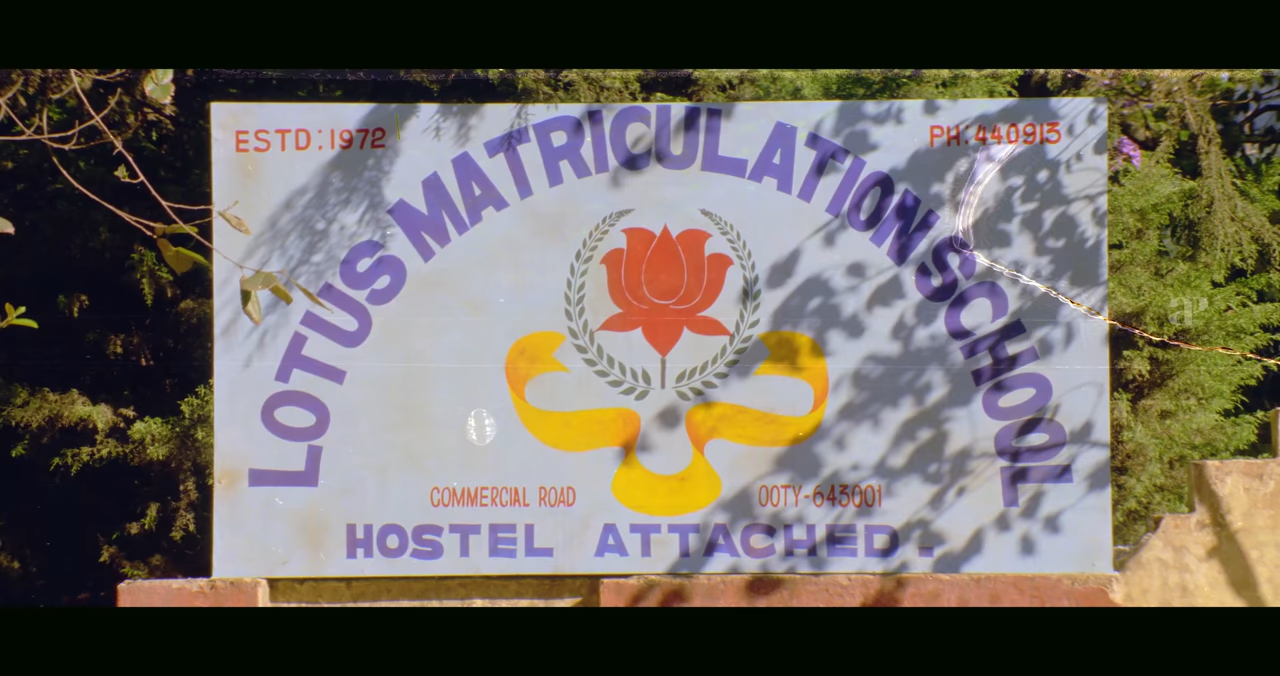 ESTD:1972
PH:440913
LOTUS MATRICULATION SCHOOL
COMMERCIAL ROAD
OOTY-643001
HOSTEL ATTACHED-